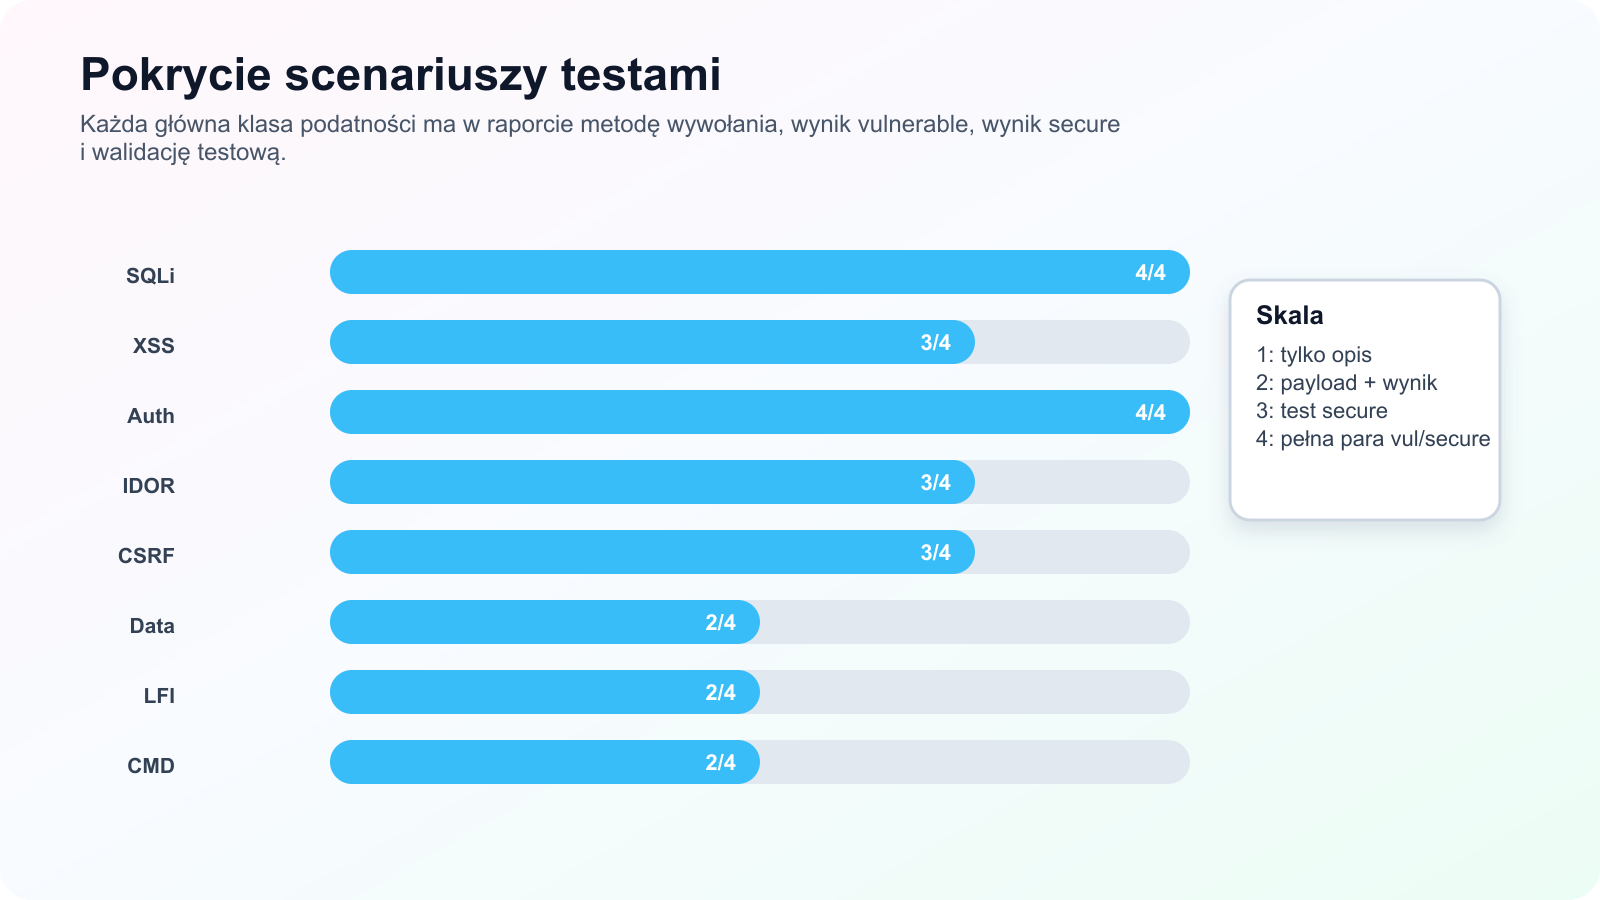 Pokrycie scenariuszy testami
Każda główna klasa podatności ma w raporcie metodę wywołania, wynik vulnerable, wynik secure
i walidację testową.
SQLi
4/4
XSS
3/4
Auth
4/4
IDOR
3/4
CSRF
3/4
Data
2/4
LFI
2/4
CMD
2/4
Skala
1: tylko opis
2: payload + wynik
3: test secure
4: pełna para vul/secure